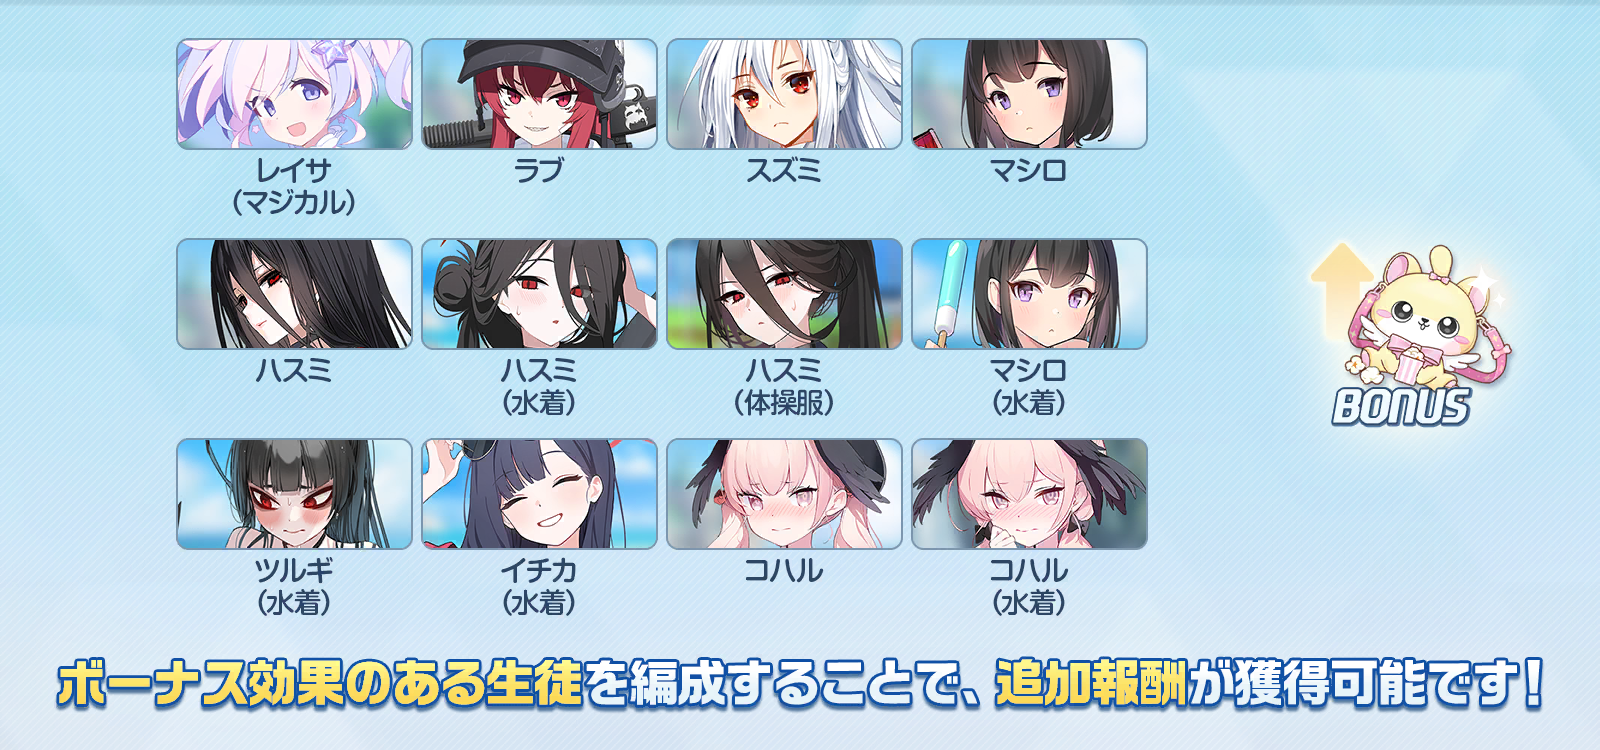 レイサ
（マジカル）
ラブ
スズミ
マシロ
ハスミ
ハスミ
（水着）
ハスミ
（体操服）
マシロ
（水着）
ツルギ
（水着）
イチカ
（水着）
コハル
コハル
（水着）
BONUS
ボーナス効果のある生徒を編成することで、追加報酬が獲得可能です！